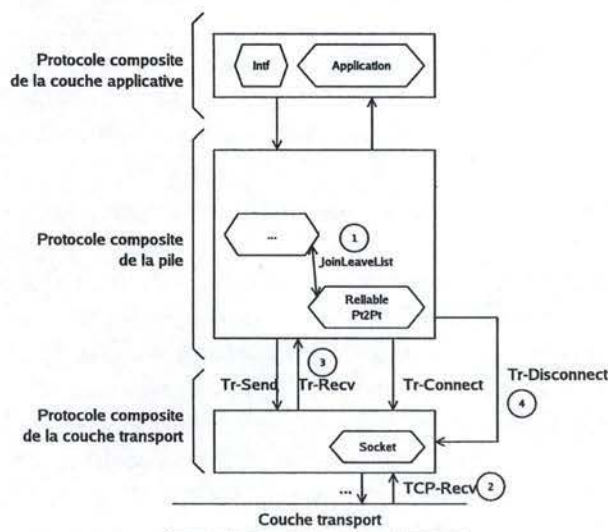 Protocole composite
de la couche applicative
Intf
Application
Protocole composite
de la pile
...
1
JoinLeaveList
Reliable
Pt2Pt
3
Tr-Send
Tr-Recv
Tr-Connect
Tr-Disconnect
4
Protocole composite
de la couche transport
Socket
...
TCP-Recv
2
Couche transport